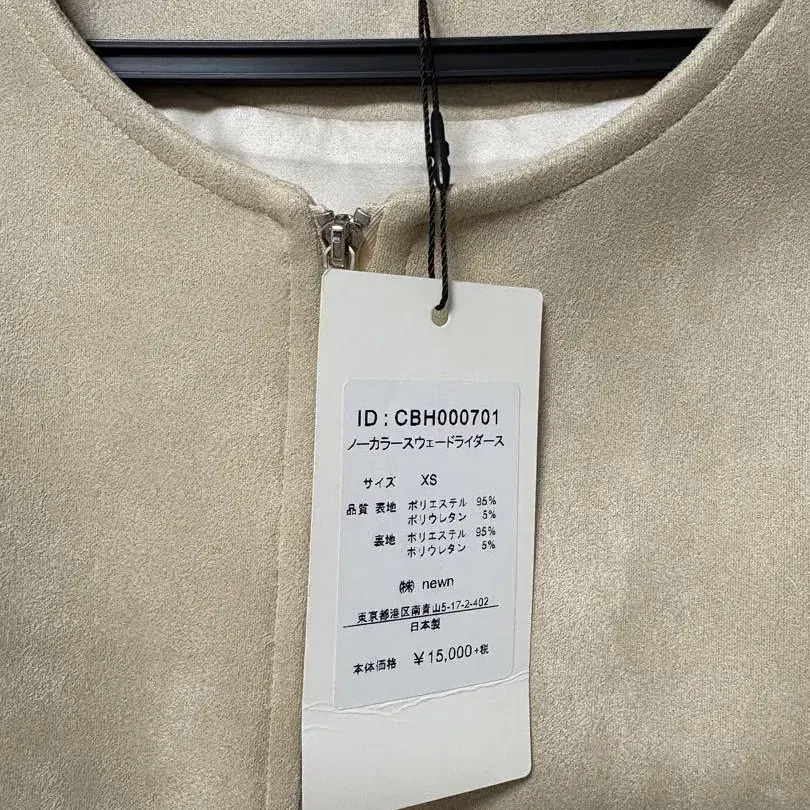 ID : CBH000701
ノーカラースウェードライダース
サイズ XS
品質 表地 ポリエステル 95%
ポリウレタン 5%
裏地 ポリエステル 95%
ポリウレタン 5%
㈱ newn
東京都港区南青山5-17-2-402
日本製
本体価格 ¥15,000+税